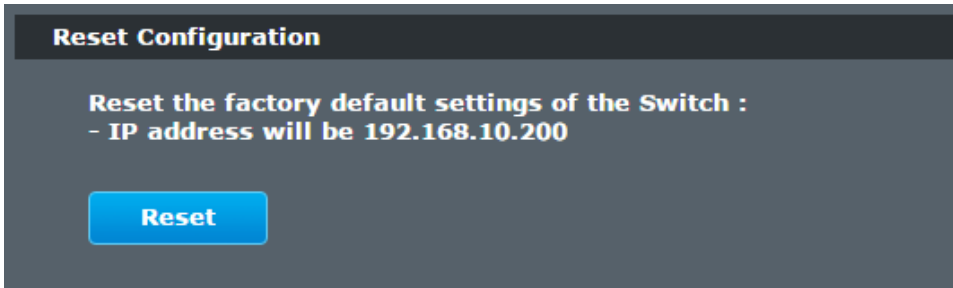 Reset Configuration
Reset the factory default settings of the Switch :
- IP address will be 192.168.10.200
Reset